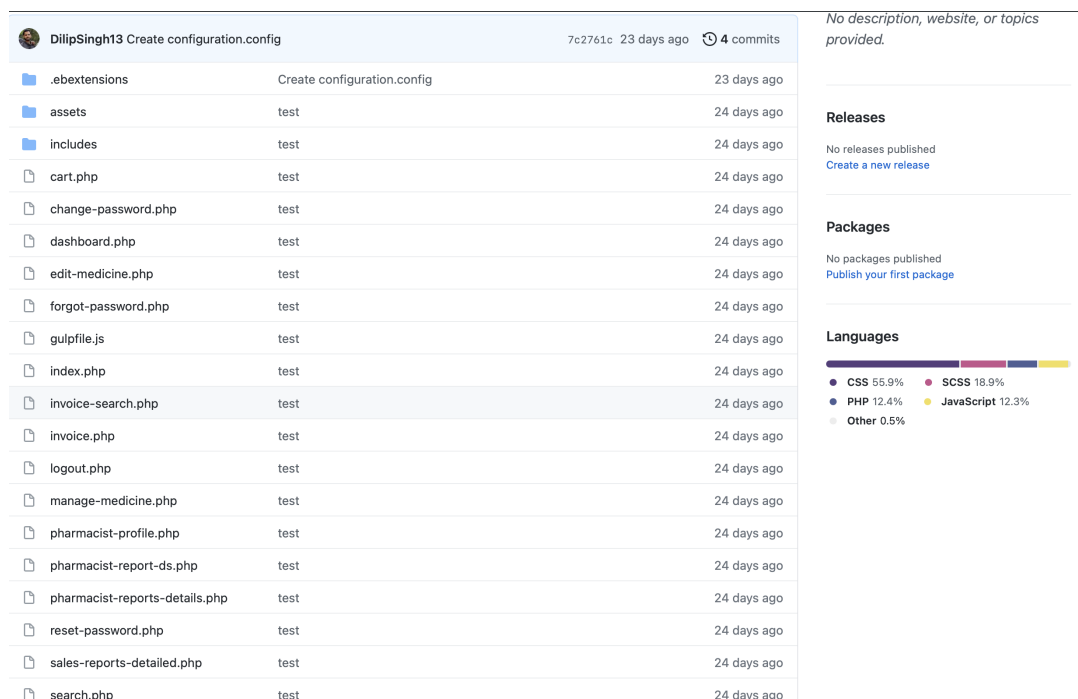 DilipSingh13 Create configuration.config 7c2761c 23 days ago 4 commits
.ebextensions Create configuration.config 23 days ago
assets test 24 days ago
includes test 24 days ago
cart.php test 24 days ago
change-password.php test 24 days ago
dashboard.php test 24 days ago
edit-medicine.php test 24 days ago
forgot-password.php test 24 days ago
gulpfile.js test 24 days ago
index.php test 24 days ago
invoice-search.php test 24 days ago
invoice.php test 24 days ago
logout.php test 24 days ago
manage-medicine.php test 24 days ago
pharmacist-profile.php test 24 days ago
pharmacist-report-ds.php test 24 days ago
pharmacist-reports-details.php test 24 days ago
reset-password.php test 24 days ago
sales-reports-detailed.php test 24 days ago
search.php test 24 days ago
No description, website, or topics
provided.
Releases
No releases published
Create a new release
Packages
No packages published
Publish your first package
Languages
CSS 55.9% SCSS 18.9%
PHP 12.4% JavaScript 12.3%
Other 0.5%